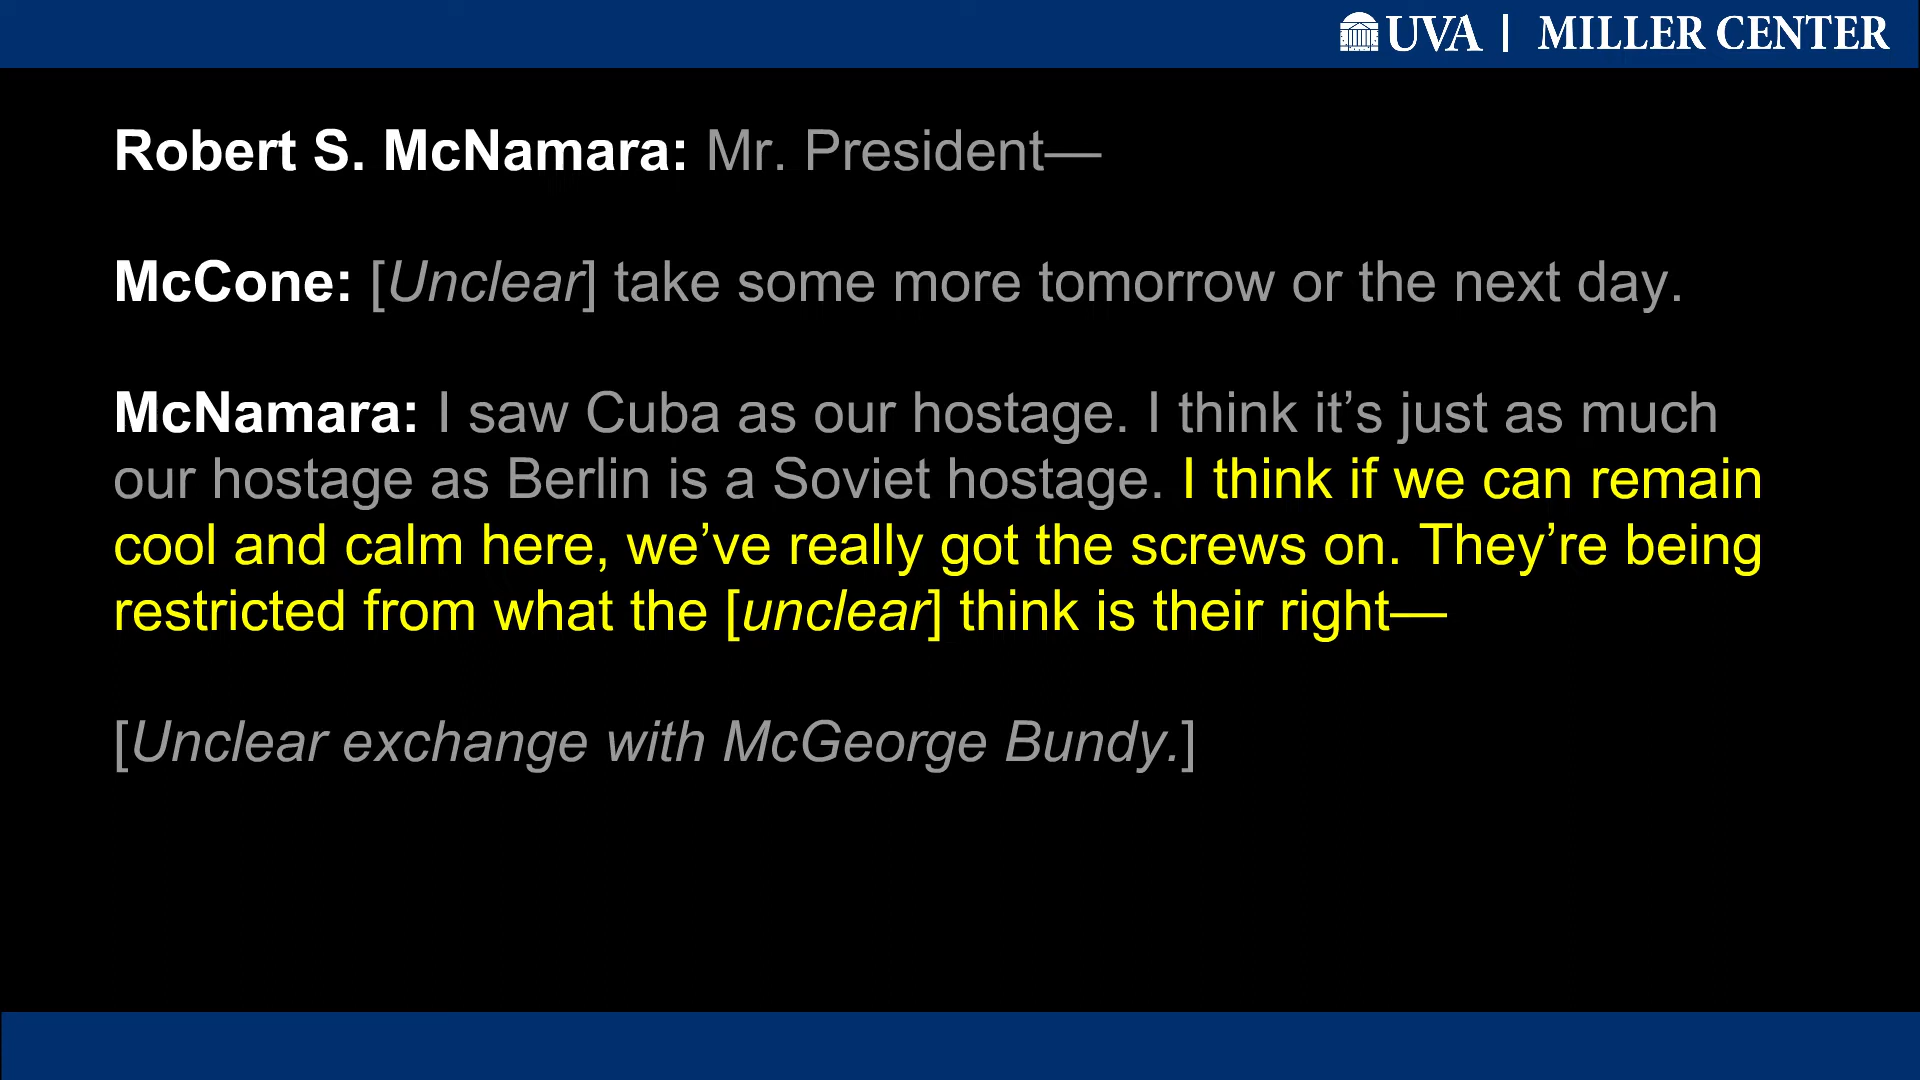 UVA | MILLER CENTER
Robert S. McNamara: Mr. President—
McCone: [Unclear] take some more tomorrow or the next day.
McNamara: I saw Cuba as our hostage. I think it’s just as much
our hostage as Berlin is a Soviet hostage. I think if we can remain
cool and calm here, we’ve really got the screws on. They’re being
restricted from what the [unclear] think is their right—
[Unclear exchange with McGeorge Bundy.]